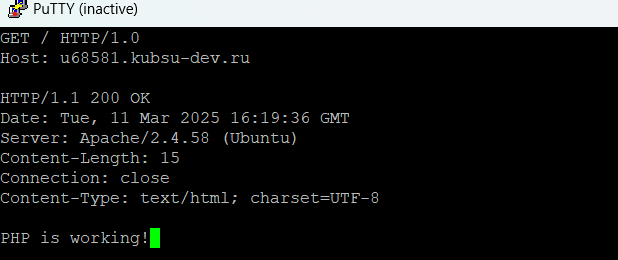 PuTTY (inactive)
GET / HTTP/1.0
Host: u68581.kubsu-dev.ru
HTTP/1.1 200 OK
Date: Tue, 11 Mar 2025 16:19:36 GMT
Server: Apache/2.4.58 (Ubuntu)
Content-Length: 15
Connection: close
Content-Type: text/html; charset=UTF-8
PHP is working!